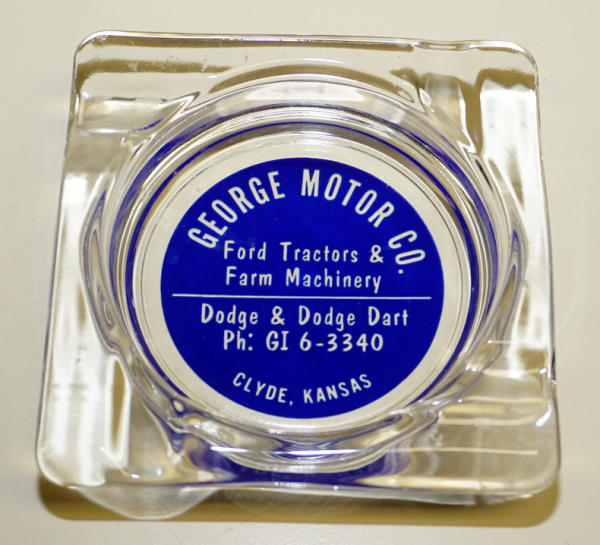 GEORGE MOTOR CO.
Ford Tractors &
Farm Machinery
Dodge & Dodge Dart
Ph: GI 6-3340
CLYDE, KANSAS